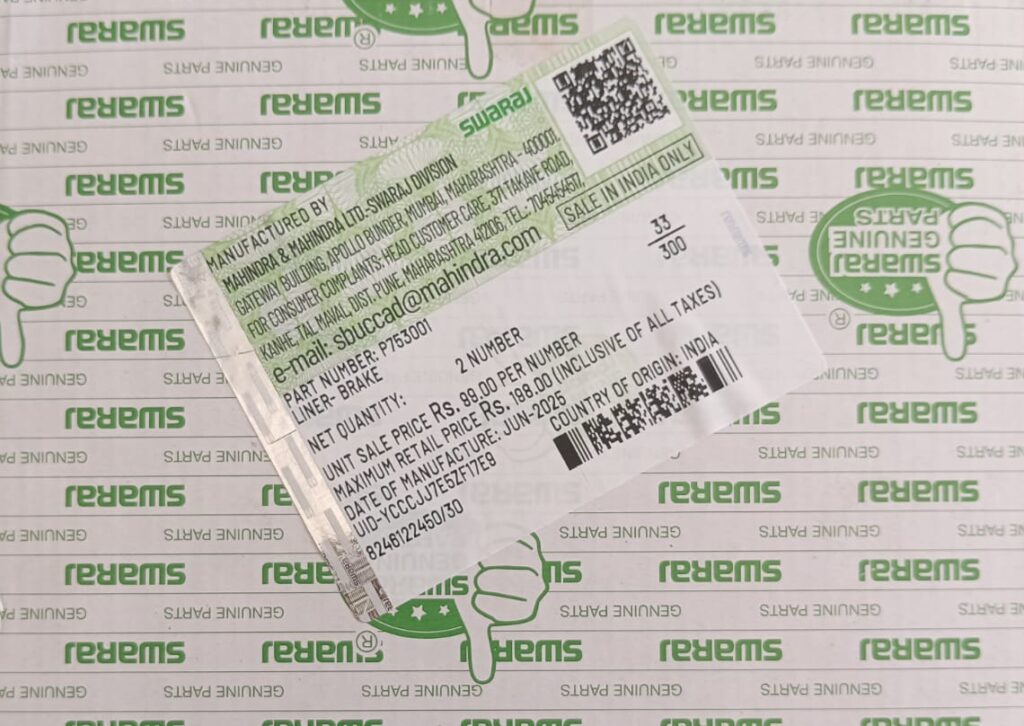 SWARAJ
MANUFACTURED BY
MAHINDRA & MAHINDRA LTD.-SWARAJ DIVISION
GATEWAY BUILDING, APOLLO BUNDER, MUMBAI, MAHARASHTRA - 400001.
FOR CONSUMER COMPLAINTS: HEAD CUSTOMER CARE, 371 TAKAVE ROAD,
KANHE, TAL MAVAL, DIST. PUNE, MAHARASHTRA-412106 TEL.: 7045454517,
e-mail: sbuccad@mahindra.com
SALE IN INDIA ONLY
PART NUMBER: P753001
33
300
LINER- BRAKE
NET QUANTITY: 2 NUMBER
UNIT SALE PRICE Rs. 99.00 PER NUMBER
MAXIMUM RETAIL PRICE Rs. 198.00 (INCLUSIVE OF ALL TAXES)
DATE OF MANUFACTURE: JUN-2025
COUNTRY OF ORIGIN: INDIA
UID-YCCCJJ7E5ZF17E9
8246122450/30
SWARAJ
GENUINE PARTS
SWARAJ
GENUINE